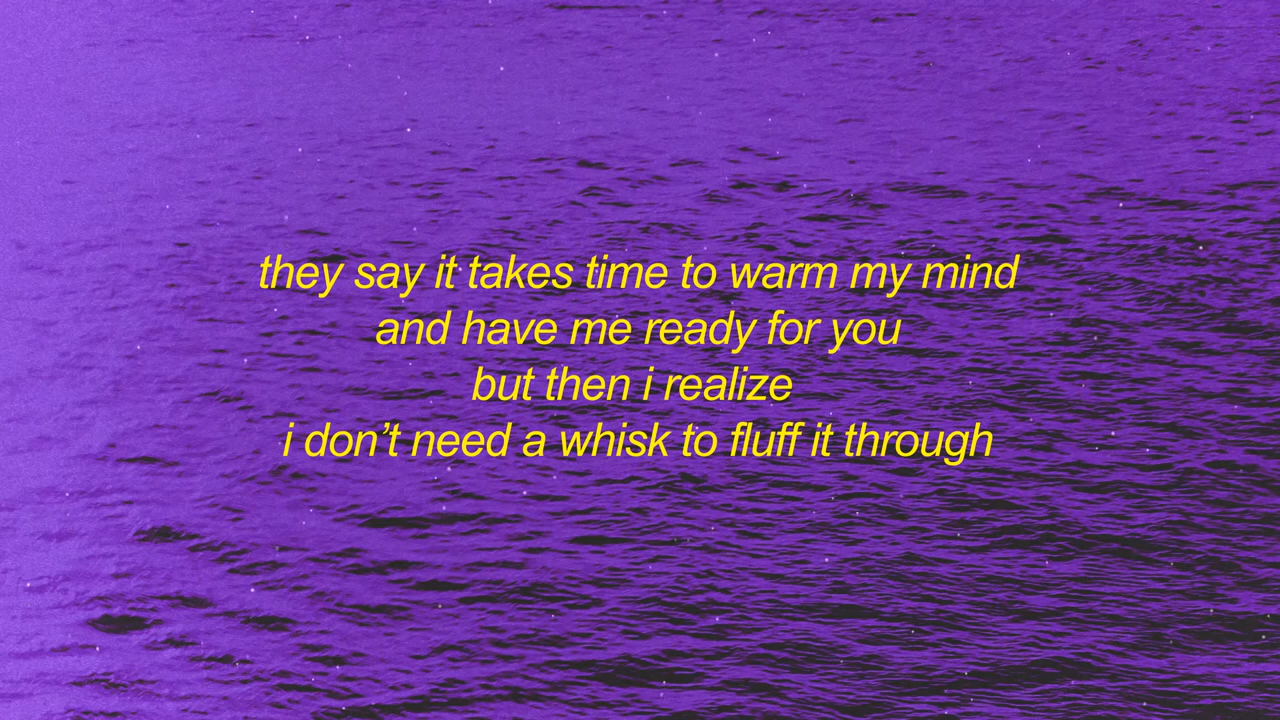 they say it takes time to warm my mind
and have me ready for you
but then i realize
i don’t need a whisk to fluff it through